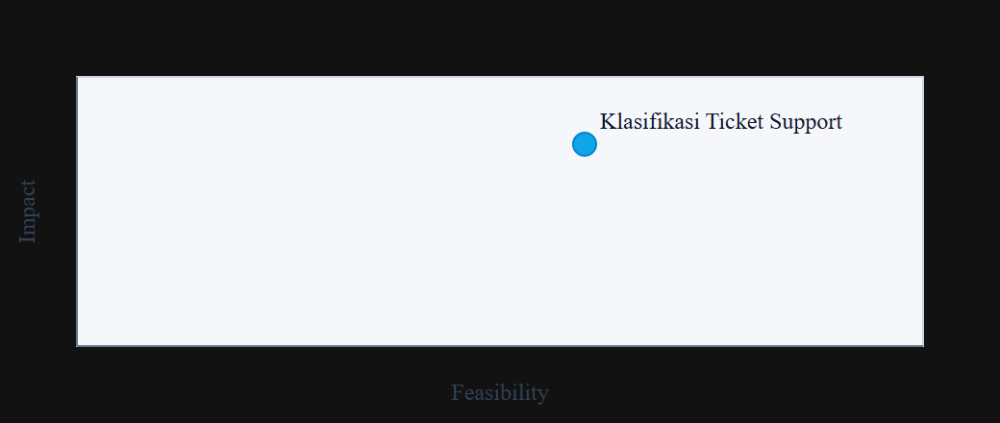 Klasifikasi Ticket Support
Impact
Feasibility